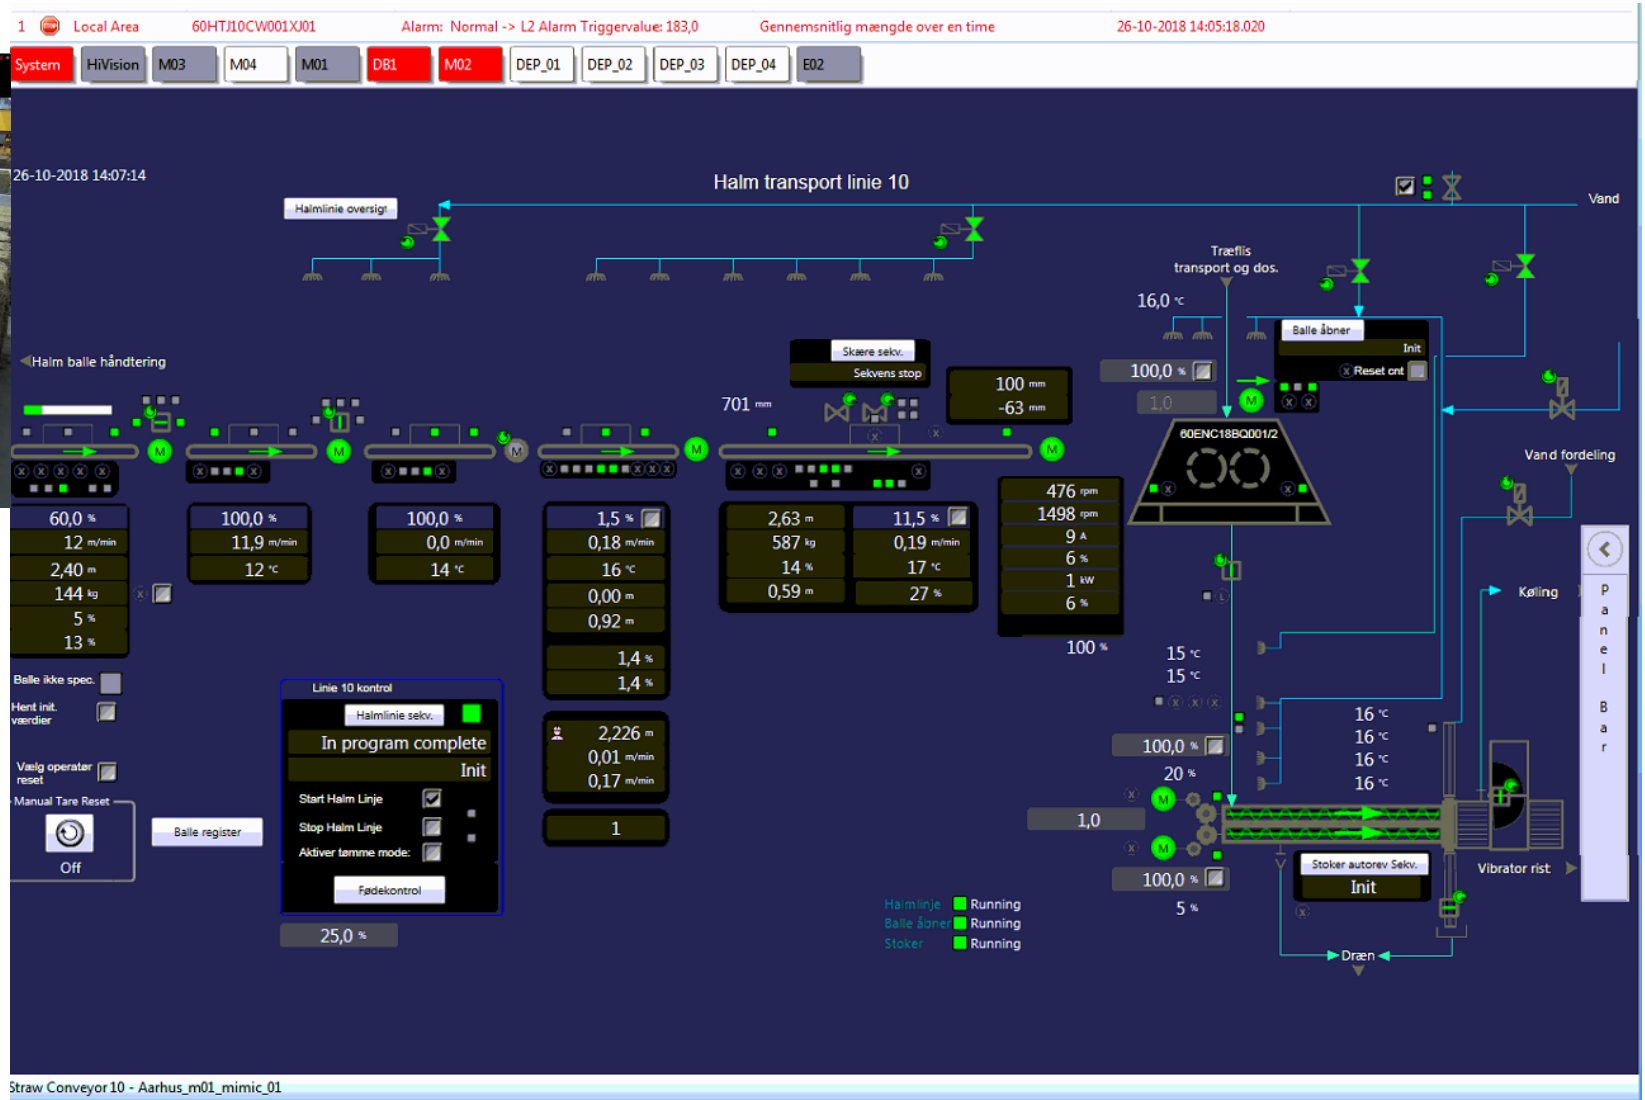 1 Local Area 60HTJ10CW001XJ01 Alarm: Normal -> L2 Alarm Triggervalue: 183,0 Gennemsnitlig mængde over en time 26-10-2018 14:05:18.020
System HiVision M03 M04 M01 DB1 M02 DEP_01 DEP_02 DEP_03 DEP_04 E02
26-10-2018 14:07:14
Halm transport linie 10
Vand
Halmlinie oversigt
Træflis
transport og dos.
16,0 °C
Balle åbner
Init
Reset cnt
100,0 %
1,0
Halm balle håndtering
Skære sekv.
Sekvens stop
701 mm
100 mm
-63 mm
M M M M M M
60ENC18BQ001/2
Vand fordeling
60,0 %
12 m/min
2,40 m
144 kg
5 %
13 %
100,0 %
11,9 m/min
12 °C
100,0 %
0,0 m/min
14 °C
1,5 %
0,18 m/min
16 °C
0,00 m
0,92 m
1,4 %
1,4 %
2,226 m
0,01 m/min
0,17 m/min
1
2,63 m
587 kg
14 %
0,59 m
11,5 %
0,19 m/min
17 °C
27 %
476 rpm
1498 rpm
9 A
6 %
1 kW
6 %
100 %
Køling
15 °C
15 °C
16 °C
16 °C
16 °C
16 °C
100,0 %
20 %
M
1,0
M
100,0 %
5 %
Stoker autorev Sekv.
Init
Vibrator rist
Dræn
Balle ikke spec.
Hent init.
værdier
Vælg operatør
reset
Manual Tare Reset
Off
Balle register
Linie 10 kontrol
Halmlinie sekv.
In program complete
Init
Start Halm Linje
Stop Halm Linje
Aktiver tømme mode:
Fødekontrol
25,0 %
Halmlinje Running
Balle åbner Running
Stoker Running
Panel Bar
Straw Conveyor 10 - Aarhus_m01_mimic_01